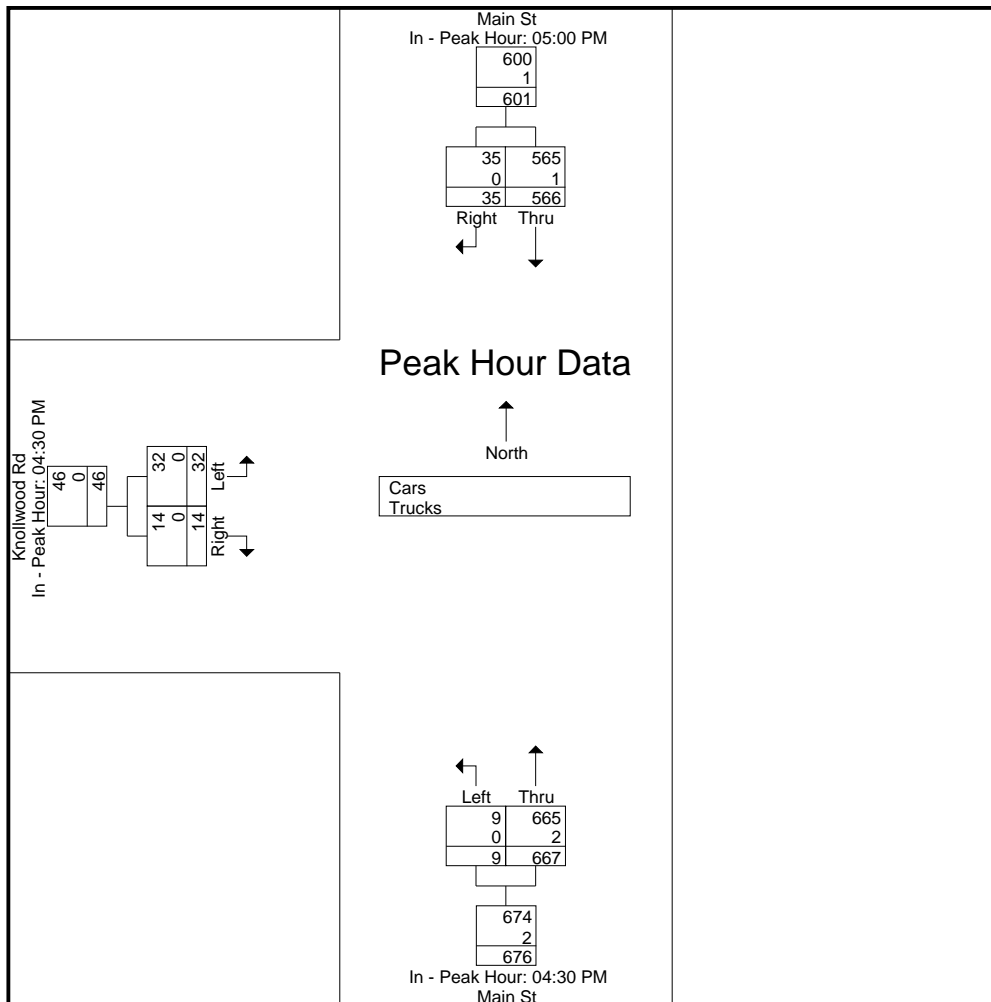 Main St
In - Peak Hour: 05:00 PM
600
1
601
35 565
0 1
35 566
Right Thru
Peak Hour Data
North
Cars
Trucks
Knollwood Rd
In - Peak Hour: 04:30 PM
46
0
46
32
0
32
Left
14
0
14
Right
Left Thru
9 665
0 2
9 667
674
2
676
In - Peak Hour: 04:30 PM
Main St